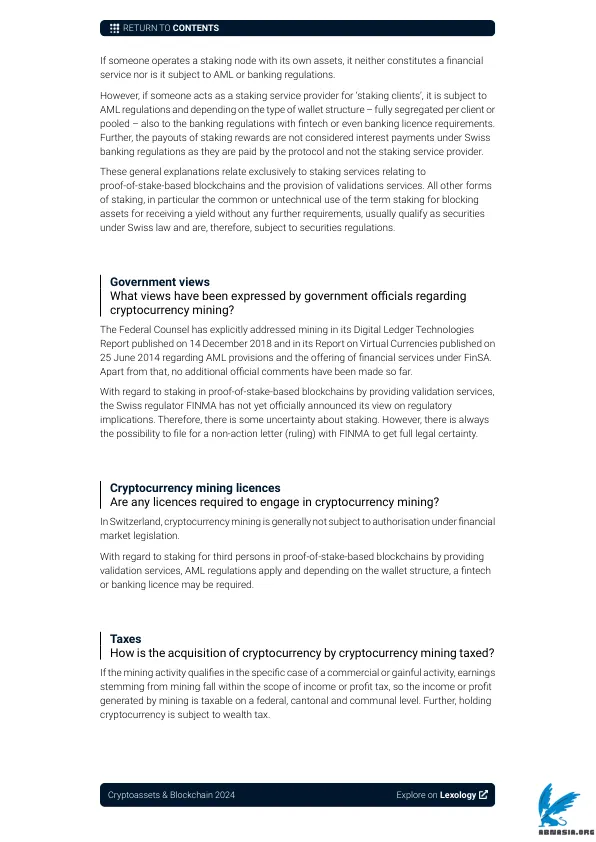 RETURN TO CONTENTS
If someone operates a staking node with its own assets, it neither constitutes a financial
service nor is it subject to AML or banking regulations.
However, if someone acts as a staking service provider for ‘staking clients’, it is subject to
AML regulations and depending on the type of wallet structure – fully segregated per client or
pooled – also to the banking regulations with fintech or even banking licence requirements.
Further, the payouts of staking rewards are not considered interest payments under Swiss
banking regulations as they are paid by the protocol and not the staking service provider.
These general explanations relate exclusively to staking services relating to
proof-of-stake-based blockchains and the provision of validations services. All other forms
of staking, in particular the common or untechnical use of the term staking for blocking
assets for receiving a yield without any further requirements, usually qualify as securities
under Swiss law and are, therefore, subject to securities regulations.
Government views
What views have been expressed by government officials regarding
cryptocurrency mining?
The Federal Counsel has explicitly addressed mining in its Digital Ledger Technologies
Report published on 14 December 2018 and in its Report on Virtual Currencies published on
25 June 2014 regarding AML provisions and the offering of financial services under FinSA.
Apart from that, no additional official comments have been made so far.
With regard to staking in proof-of-stake-based blockchains by providing validation services,
the Swiss regulator FINMA has not yet officially announced its view on regulatory
implications. Therefore, there is some uncertainty about staking. However, there is always
the possibility to file for a non-action letter (ruling) with FINMA to get full legal certainty.
Cryptocurrency mining licences
Are any licences required to engage in cryptocurrency mining?
In Switzerland, cryptocurrency mining is generally not subject to authorisation under financial
market legislation.
With regard to staking for third persons in proof-of-stake-based blockchains by providing
validation services, AML regulations apply and depending on the wallet structure, a fintech
or banking licence may be required.
Taxes
How is the acquisition of cryptocurrency by cryptocurrency mining taxed?
If the mining activity qualifies in the specific case of a commercial or gainful activity, earnings
stemming from mining fall within the scope of income or profit tax, so the income or profit
generated by mining is taxable on a federal, cantonal and communal level. Further, holding
cryptocurrency is subject to wealth tax.
Cryptoassets & Blockchain 2024
Explore on Lexology
ABNASIA.ORG